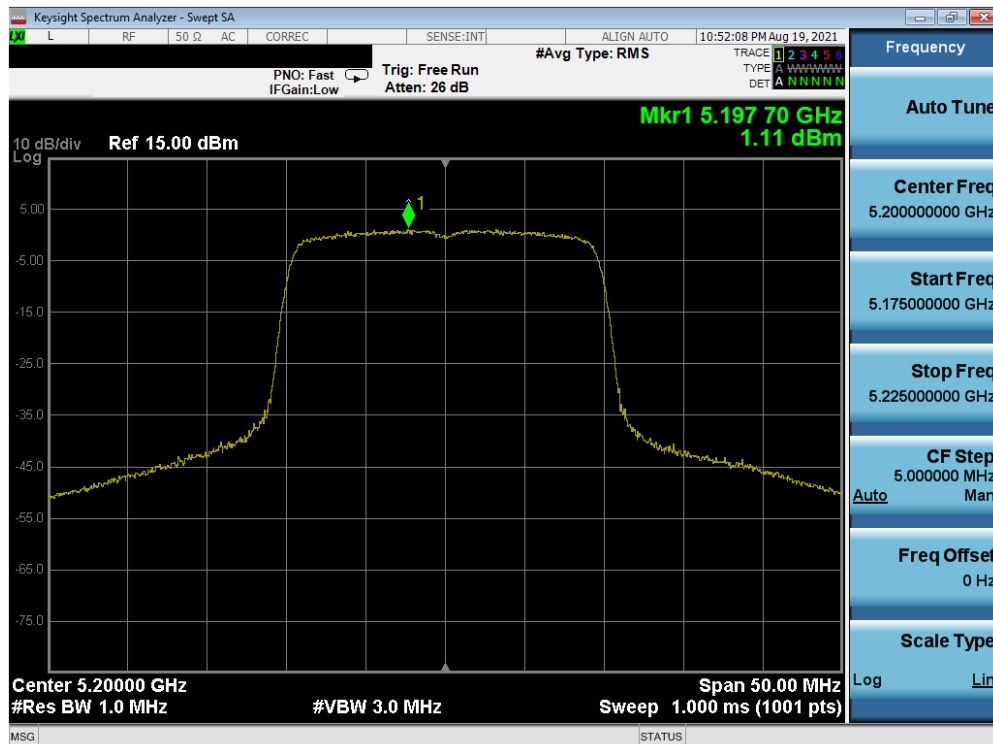 Keysight Spectrum Analyzer - Swept SA
LXI L RF 50 Ω AC CORREC SENSE:INT ALIGN AUTO 10:52:08 PM Aug 19, 2021
PNO: Fast
IFGain:Low
Trig: Free Run
Atten: 26 dB
#Avg Type: RMS
TRACE 1 2 3 4 5 6
TYPE A WWWWW
DET A N N N N N
Mkr1 5.197 70 GHz
1.11 dBm
10 dB/div Ref 15.00 dBm
Log
1
5.00
-5.00
-15.0
-25.0
-35.0
-45.0
-55.0
-65.0
-75.0
Center 5.20000 GHz Span 50.00 MHz
#Res BW 1.0 MHz #VBW 3.0 MHz Sweep 1.000 ms (1001 pts)
MSG STATUS
Frequency
Auto Tune
Center Freq
5.200000000 GHz
Start Freq
5.175000000 GHz
Stop Freq
5.225000000 GHz
CF Step
5.000000 MHz
Auto Man
Freq Offset
0 Hz
Scale Type
Log Lin